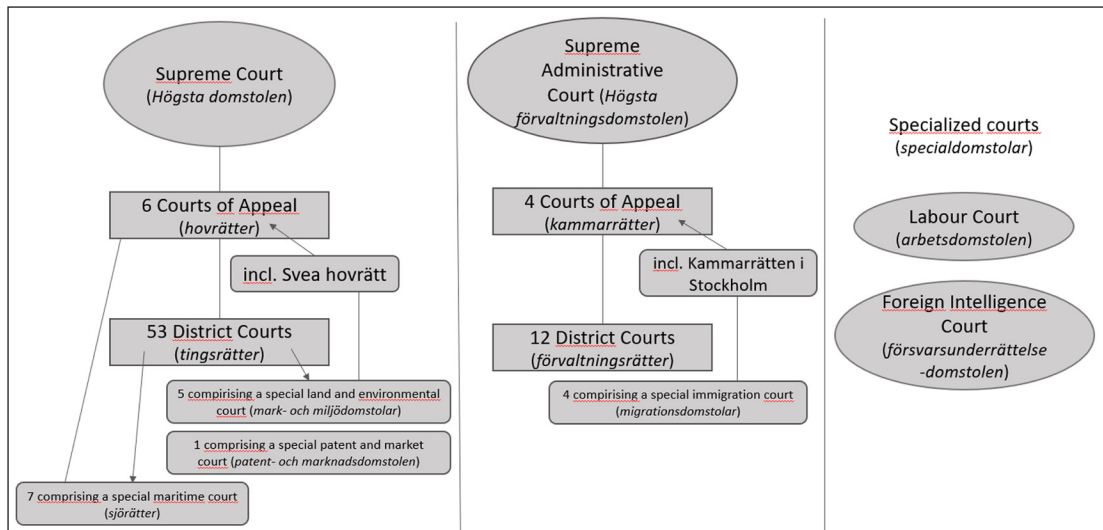 Supreme Court
(Högsta domstolen)
6 Courts of Appeal
(hovrätter)
incl. Svea hovrätt
53 District Courts
(tingsrätter)
5 compirising a special land and environmental
court (mark- och miljödomstolar)
1 comprising a special patent and market
court (patent- och marknadsdomstolen)
7 comprising a special maritime court
(sjörätter)
Supreme
Administrative
Court (Högsta
förvaltningsdomstolen)
4 Courts of Appeal
(kammarrätter)
incl. Kammarrätten i
Stockholm
12 District Courts
(förvaltningsrätter)
4 compirising a special immigration court
(migrationsdomstolar)
Specialized courts
(specialdomstolar)
Labour Court
(arbetsdomstolen)
Foreign Intelligence
Court
(försvarsunderrättelse
-domstolen)